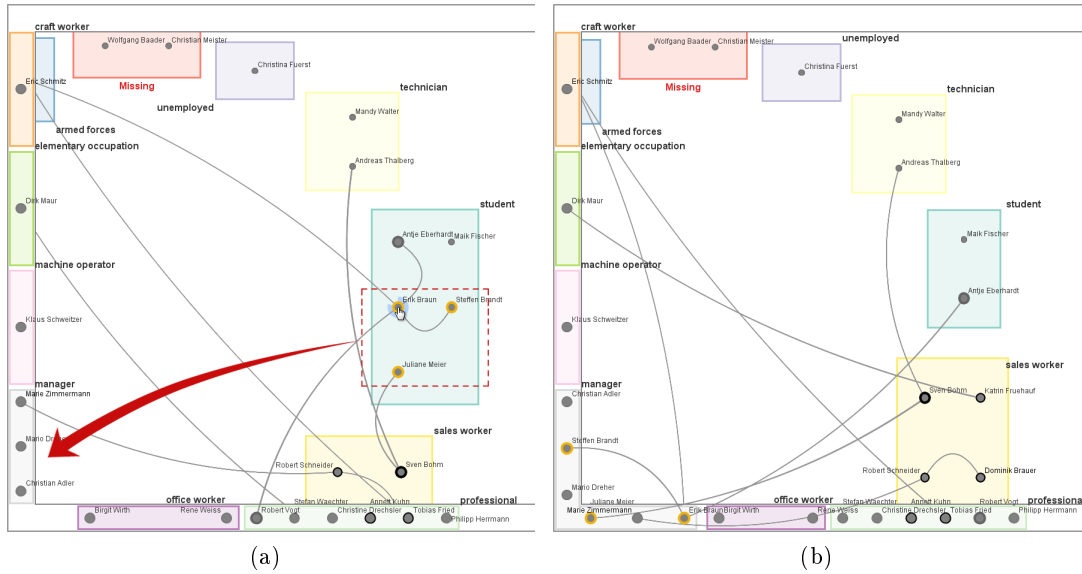 craft worker
Wolfgang Baader
Christian Meister
Christina Fuerst
Eric Schmitz
Missing
technician
unemployed
Mandy Walter
armed forces
elementary occupation
Andreas Thalberg
Dirk Maur
student
Antje Eberhardt
Maik Fischer
machine operator
Erik Braun
Steffen Brandt
Klaus Schweitzer
Juliane Meier
manager
Marie Zimmermann
sales worker
Christian Adler
Robert Schneider
Sven Bohm
office worker
Stefan Waechter
Annett Kuhn
professional
Birgit Wirth
Rene Weiss
Robert Vogt
Christine Drechsler
Tobias Fried
Philipp Herrmann
(a)
craft worker
Wolfgang Baader
Christian Meister
unemployed
Christina Fuerst
Eric Schmitz
Missing
technician
Mandy Walter
armed forces
elementary occupation
Andreas Thalberg
Dirk Maur
student
Maik Fischer
machine operator
Antje Eberhardt
Klaus Schweitzer
sales worker
manager
Christian Adler
Sven Bohm
Katrin Fruehauf
Steffen Brandt
Robert Schneider
Dominik Brauer
Mario Dreher
Juliane Meier
office worker
Stefan Waechter
Annett Kuhn
Robert Vogt
professional
Marie Zimmermann
Erik Braun
Birgit Wirth
Rene Weiss
Christine Drechsler
Tobias Fried
Philipp Herrmann
(b)